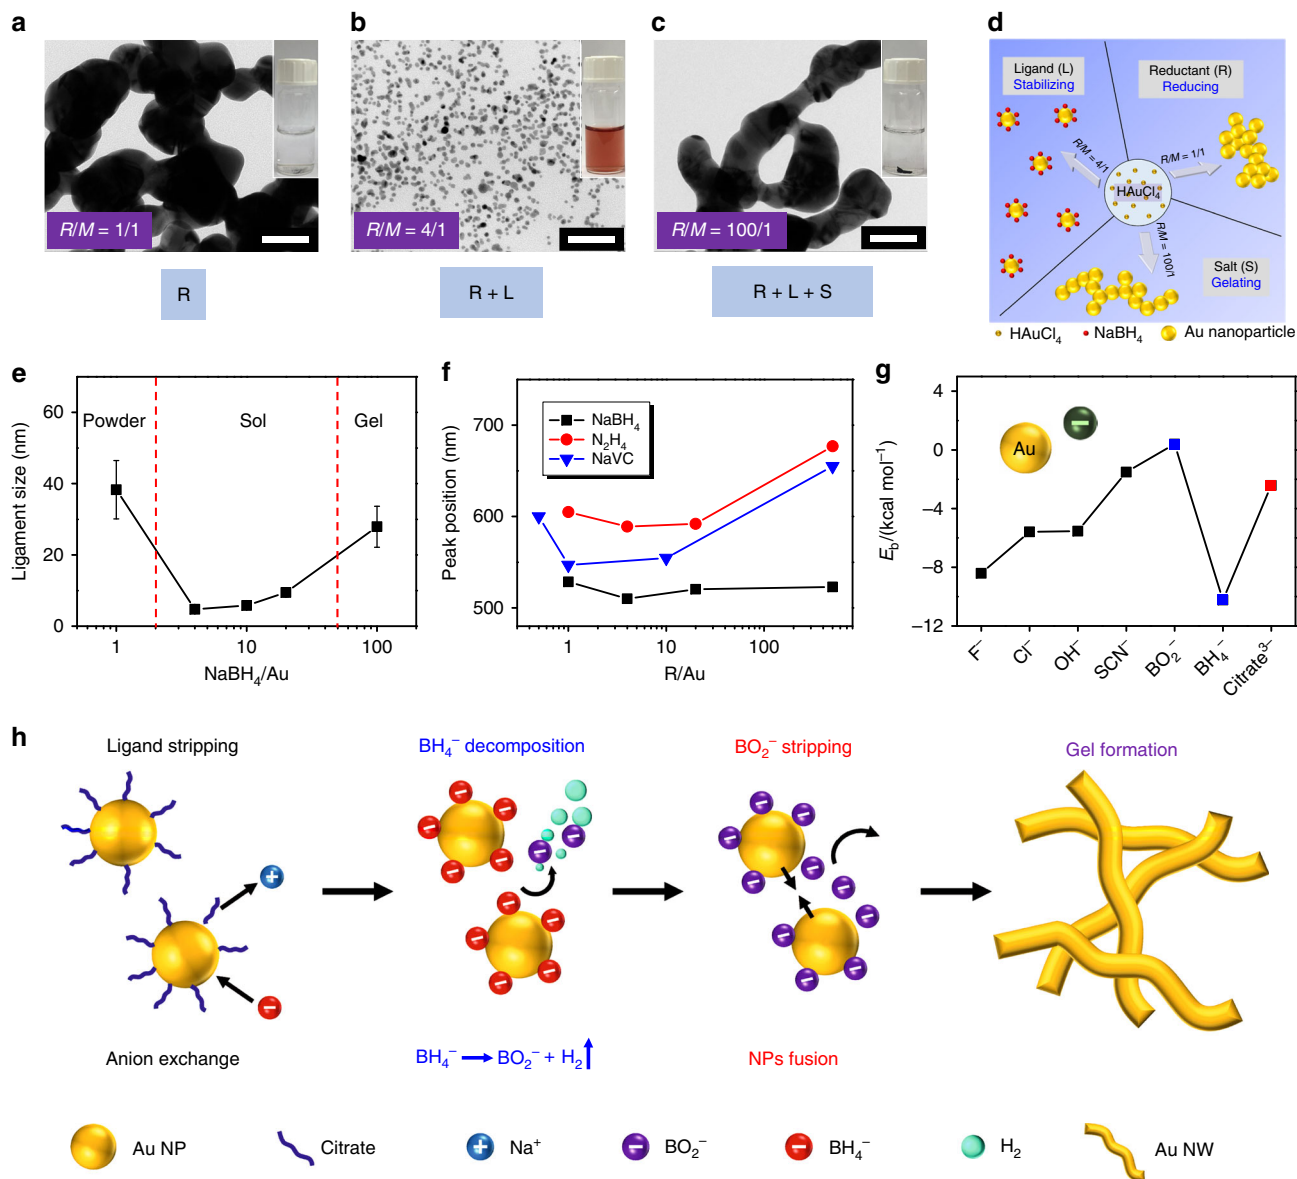 a
b
c
d
R/M = 1/1
R/M = 4/1
R/M = 100/1
R
R + L
R + L + S
Ligand (L)
Stabilizing
Reductant (R)
Reducing
R/M = 4/1
R/M = 1/1
HAuCl₄
R/M = 100/1
Salt (S)
Gelating
HAuCl₄ NaBH₄ Au nanoparticle
e
Powder Sol Gel
Ligament size (nm)
60
40
20
0
1 10 100
NaBH₄/Au
f
NaBH₄
N₂H₄
NaVC
Peak position (nm)
700
600
500
1 10 100
R/Au
g
Au
E_b/(kcal mol⁻¹)
4
0
−4
−8
−12
F⁻ Cl⁻ OH⁻ SCN⁻ BO₂⁻ BH₄⁻ Citrate³⁻
h
Ligand stripping
BH₄⁻ decomposition
BO₂⁻ stripping
Gel formation
Anion exchange
BH₄⁻ → BO₂⁻ + H₂↑
NPs fusion
Au NP Citrate Na⁺ BO₂⁻ BH₄⁻ H₂ Au NW